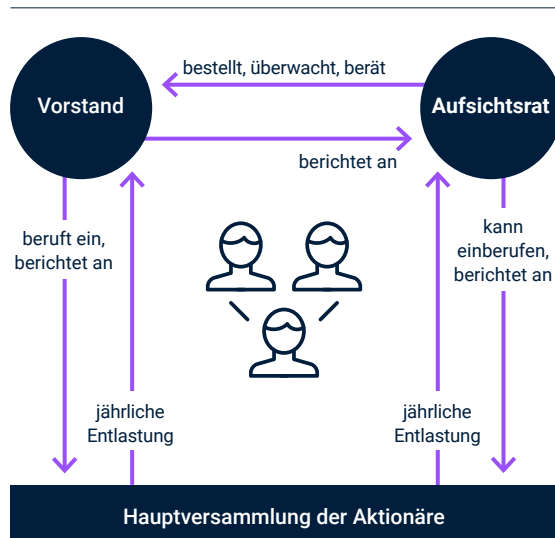 bestellt, überwacht, berät
Vorstand
Aufsichtsrat
berichtet an
beruft ein,
berichtet an
kann
einberufen,
berichtet an
jährliche
Entlastung
jährliche
Entlastung
Hauptversammlung der Aktionäre